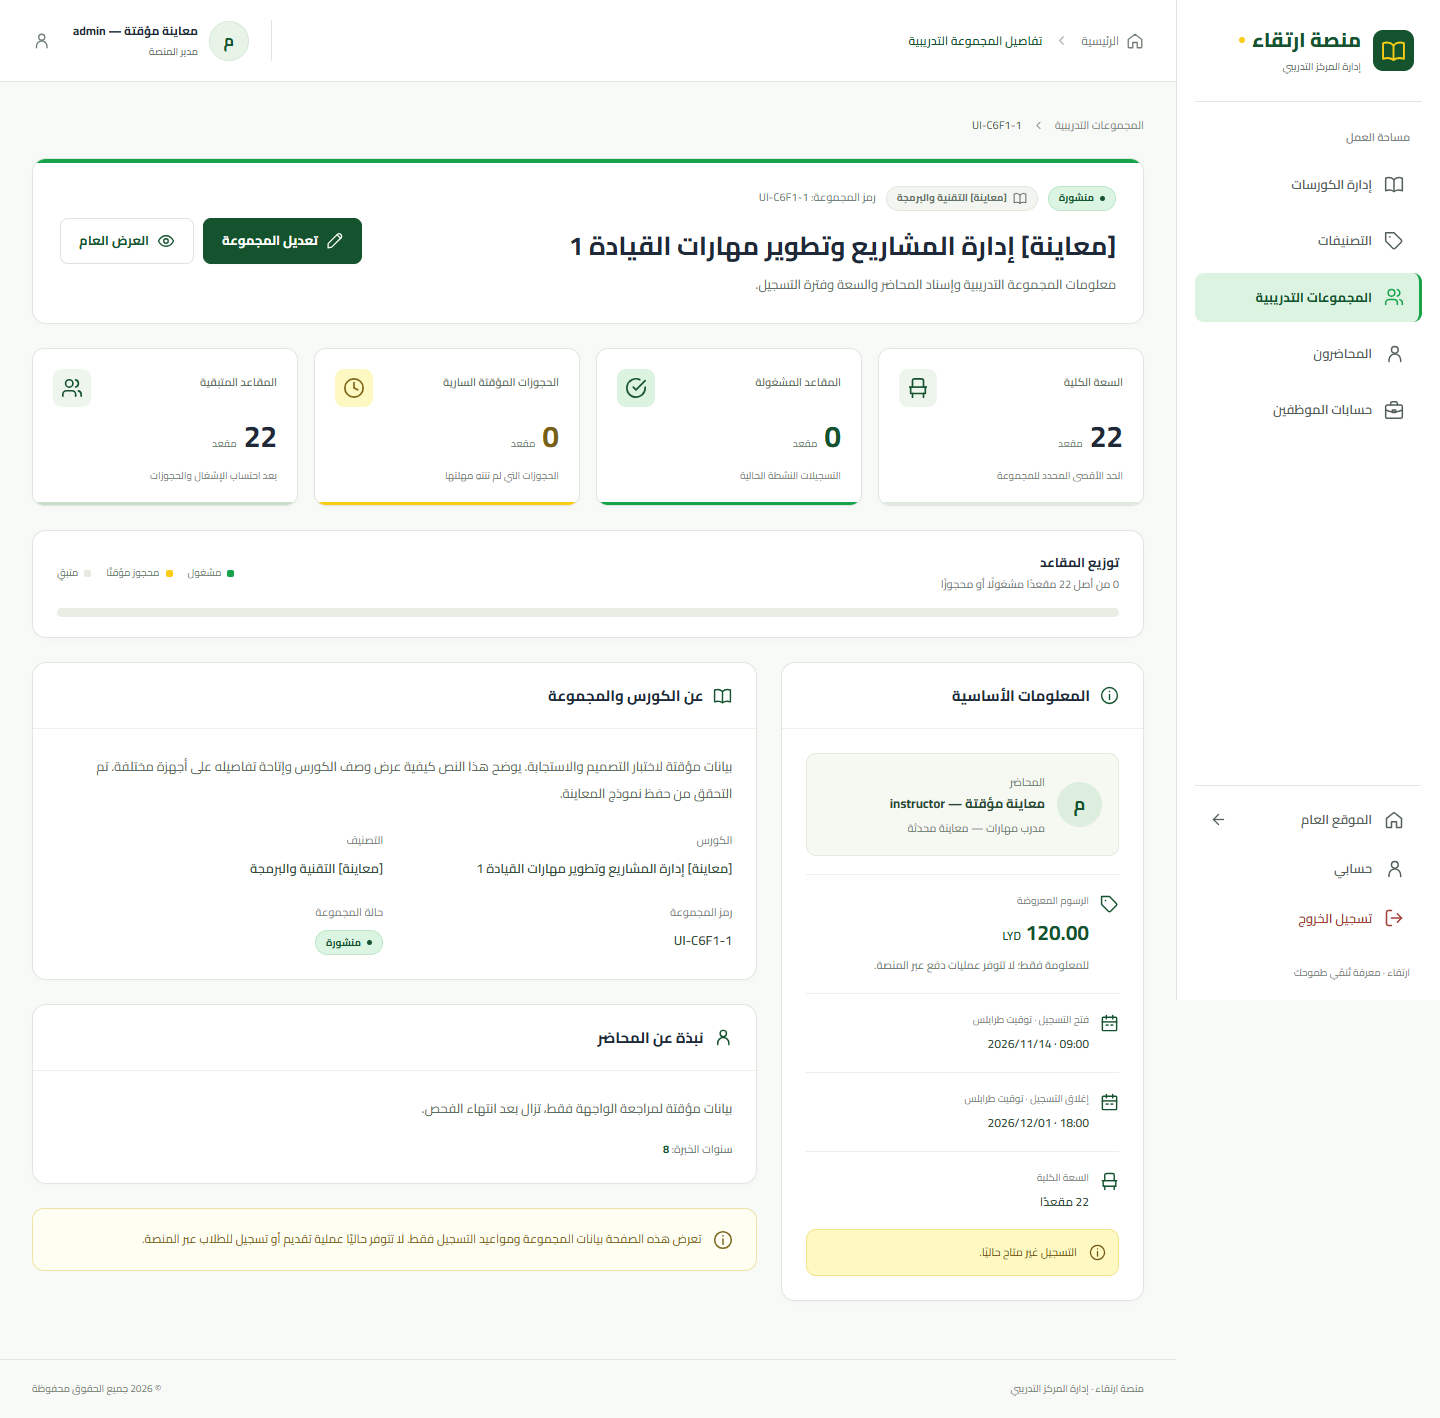 منصة ارتقاء
إدارة المركز التدريبي
مساحة العمل
إدارة الكورسات
التصنيفات
المجموعات التدريبية
المحاضرون
حسابات الموظفين
الموقع العام
حسابي
تسجيل الخروج
ارتقاء · معرفة تُنمّي طموحك
الرئيسية
تفاصيل المجموعة التدريبية
م
معاينة مؤقتة — admin
مدير المنصة
المجموعات التدريبية
UI-C6F1-1
منشورة
[معاينة] التقنية والبرمجة
رمز المجموعة: UI-C6F1-1
[معاينة] إدارة المشاريع وتطوير مهارات القيادة 1
معلومات المجموعة التدريبية وإسناد المحاضر والسعة وفترة التسجيل.
تعديل المجموعة
العرض العام
السعة الكلية
22 مقعد
الحد الأقصى المحدد للمجموعة
المقاعد المشغولة
0 مقعد
التسجيلات النشطة الحالية
الحجوزات المؤقتة السارية
0 مقعد
الحجوزات التي لم تنتهِ مهلتها
المقاعد المتبقية
22 مقعد
بعد احتساب الإشغال والحجوزات
توزيع المقاعد
0 من أصل 22 مقعدًا مشغولًا أو محجوزًا
مشغول
محجوز مؤقتًا
متبقٍ
المعلومات الأساسية
م
المحاضر
معاينة مؤقتة — instructor
مدرب مهارات — معاينة محدثة
الرسوم المعروضة
120.00 LYD
للمعلومة فقط؛ لا تتوفر عمليات دفع عبر المنصة.
فتح التسجيل · توقيت طرابلس
2026/11/14 · 09:00
إغلاق التسجيل · توقيت طرابلس
2026/12/01 · 18:00
السعة الكلية
22 مقعدًا
التسجيل غير متاح حاليًا.
عن الكورس والمجموعة
بيانات مؤقتة لاختبار التصميم والاستجابة. يوضح هذا النص كيفية عرض وصف الكورس وإتاحة تفاصيله على أجهزة مختلفة. تم
التحقق من حفظ نموذج المعاينة.
الكورس
[معاينة] إدارة المشاريع وتطوير مهارات القيادة 1
التصنيف
[معاينة] التقنية والبرمجة
رمز المجموعة
UI-C6F1-1
حالة المجموعة
منشورة
نبذة عن المحاضر
بيانات مؤقتة لمراجعة الواجهة فقط، تزال بعد انتهاء الفحص.
سنوات الخبرة: 8
تعرض هذه الصفحة بيانات المجموعة ومواعيد التسجيل فقط. لا تتوفر حاليًا عملية تقديم أو تسجيل للطلاب عبر المنصة.
منصة ارتقاء · إدارة المركز التدريبي
© 2026 جميع الحقوق محفوظة